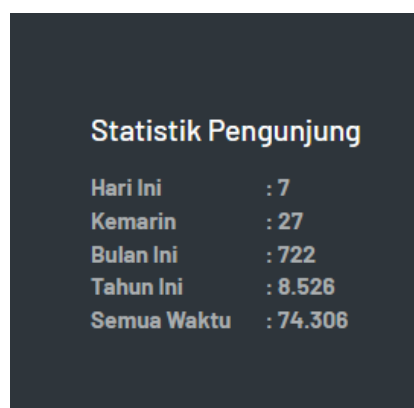 Statistik Pengunjung
Hari Ini : 7
Kemarin : 27
Bulan Ini : 722
Tahun Ini : 8.526
Semua Waktu : 74.306